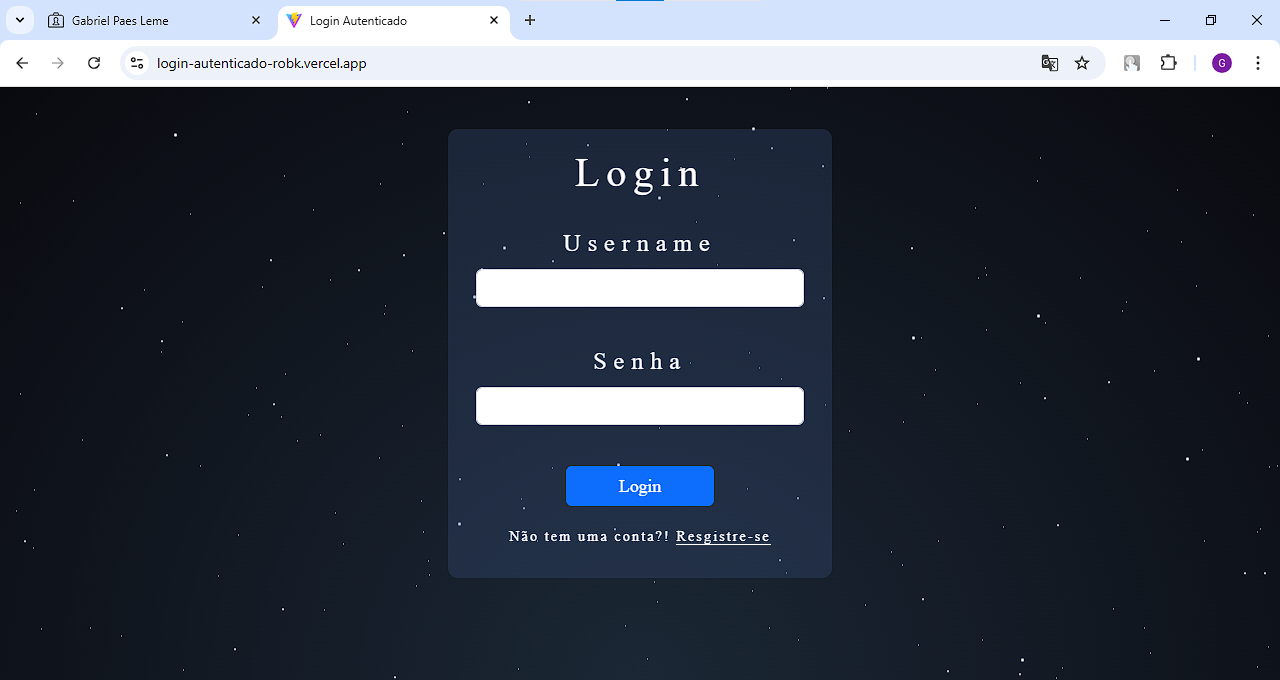 Gabriel Paes Leme
Login Autenticado
login-autenticado-robk.vercel.app
G
Login
Username
Senha
Login
Não tem uma conta?! Resgistre-se